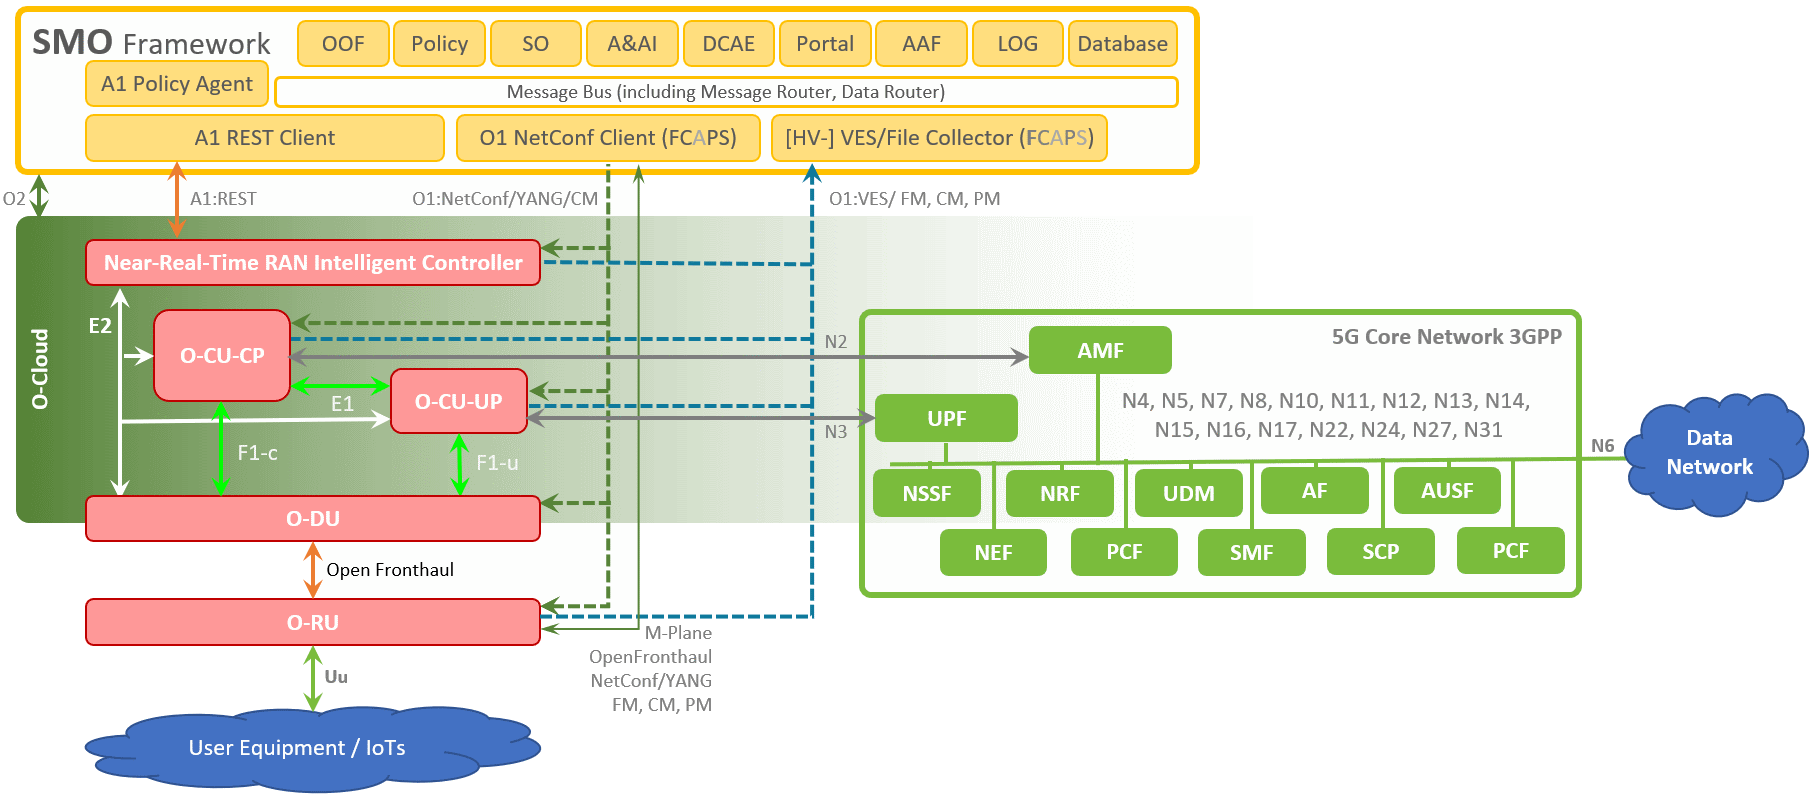 SMO Framework
OOF
Policy
SO
A&AI
DCAE
Portal
AAF
LOG
Database
A1 Policy Agent
Message Bus (including Message Router, Data Router)
A1 REST Client
O1 NetConf Client (FCAPS)
[HV-] VES/File Collector (FCAPS)
O2
A1:REST
O1:NetConf/YANG/CM
O1:VES/ FM, CM, PM
Near-Real-Time RAN Intelligent Controller
O-Cloud
E2
O-CU-CP
N2
AMF
5G Core Network 3GPP
E1
O-CU-UP
N3
UPF
N4, N5, N7, N8, N10, N11, N12, N13, N14,
N15, N16, N17, N22, N24, N27, N31
N6
Data
Network
F1-c
F1-u
NSSF
NRF
UDM
AF
AUSF
O-DU
NEF
PCF
SMF
SCP
PCF
Open Fronthaul
O-RU
M-Plane
OpenFronthaul
NetConf/YANG
FM, CM, PM
Uu
User Equipment / IoTs